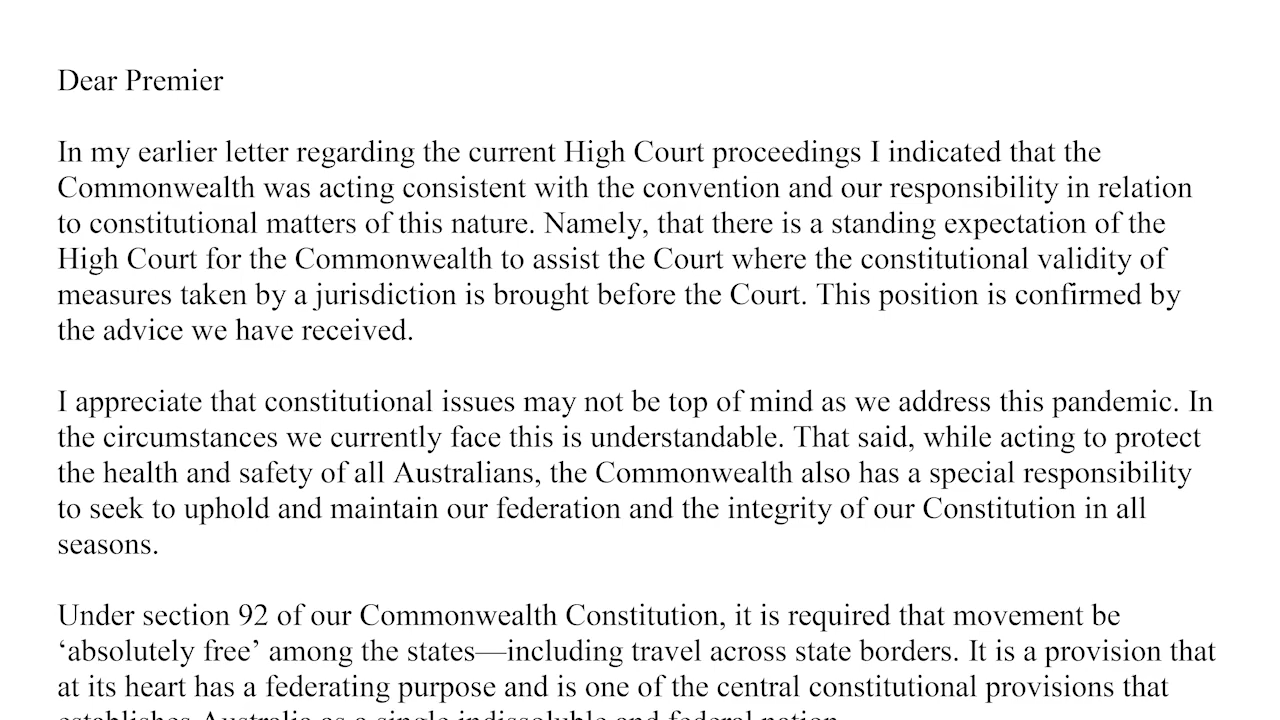 Dear Premier
In my earlier letter regarding the current High Court proceedings I indicated that the
Commonwealth was acting consistent with the convention and our responsibility in relation
to constitutional matters of this nature. Namely, that there is a standing expectation of the
High Court for the Commonwealth to assist the Court where the constitutional validity of
measures taken by a jurisdiction is brought before the Court. This position is confirmed by
the advice we have received.
I appreciate that constitutional issues may not be top of mind as we address this pandemic. In
the circumstances we currently face this is understandable. That said, while acting to protect
the health and safety of all Australians, the Commonwealth also has a special responsibility
to seek to uphold and maintain our federation and the integrity of our Constitution in all
seasons.
Under section 92 of our Commonwealth Constitution, it is required that movement be
‘absolutely free’ among the states—including travel across state borders. It is a provision that
at its heart has a federating purpose and is one of the central constitutional provisions that
establishes Australia as a single indissoluble and federal nation.